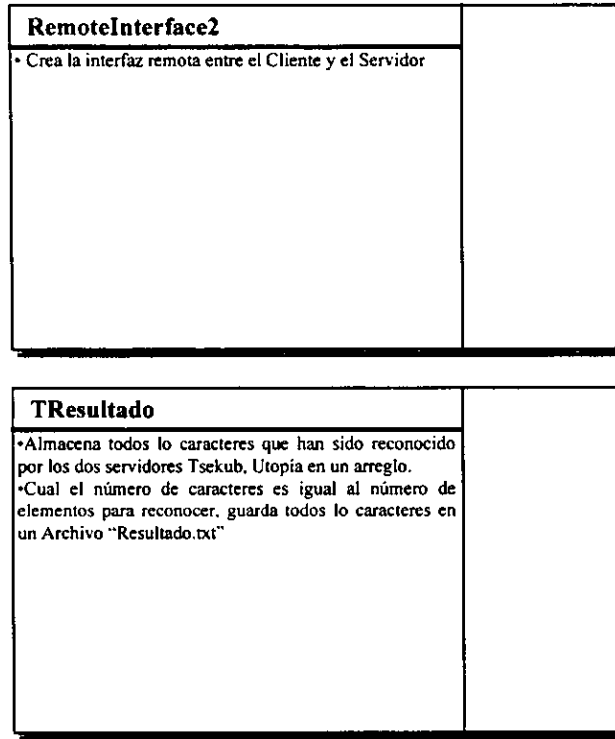 RemoteInterface2
• Crea la interfaz remota entre el Cliente y el Servidor
TResultado
•Almacena todos lo caracteres que han sido reconocido
por los dos servidores Tsekub, Utopía en un arreglo.
•Cual el número de caracteres es igual al número de
elementos para reconocer, guarda todos lo caracteres en
un Archivo “Resultado.txt”